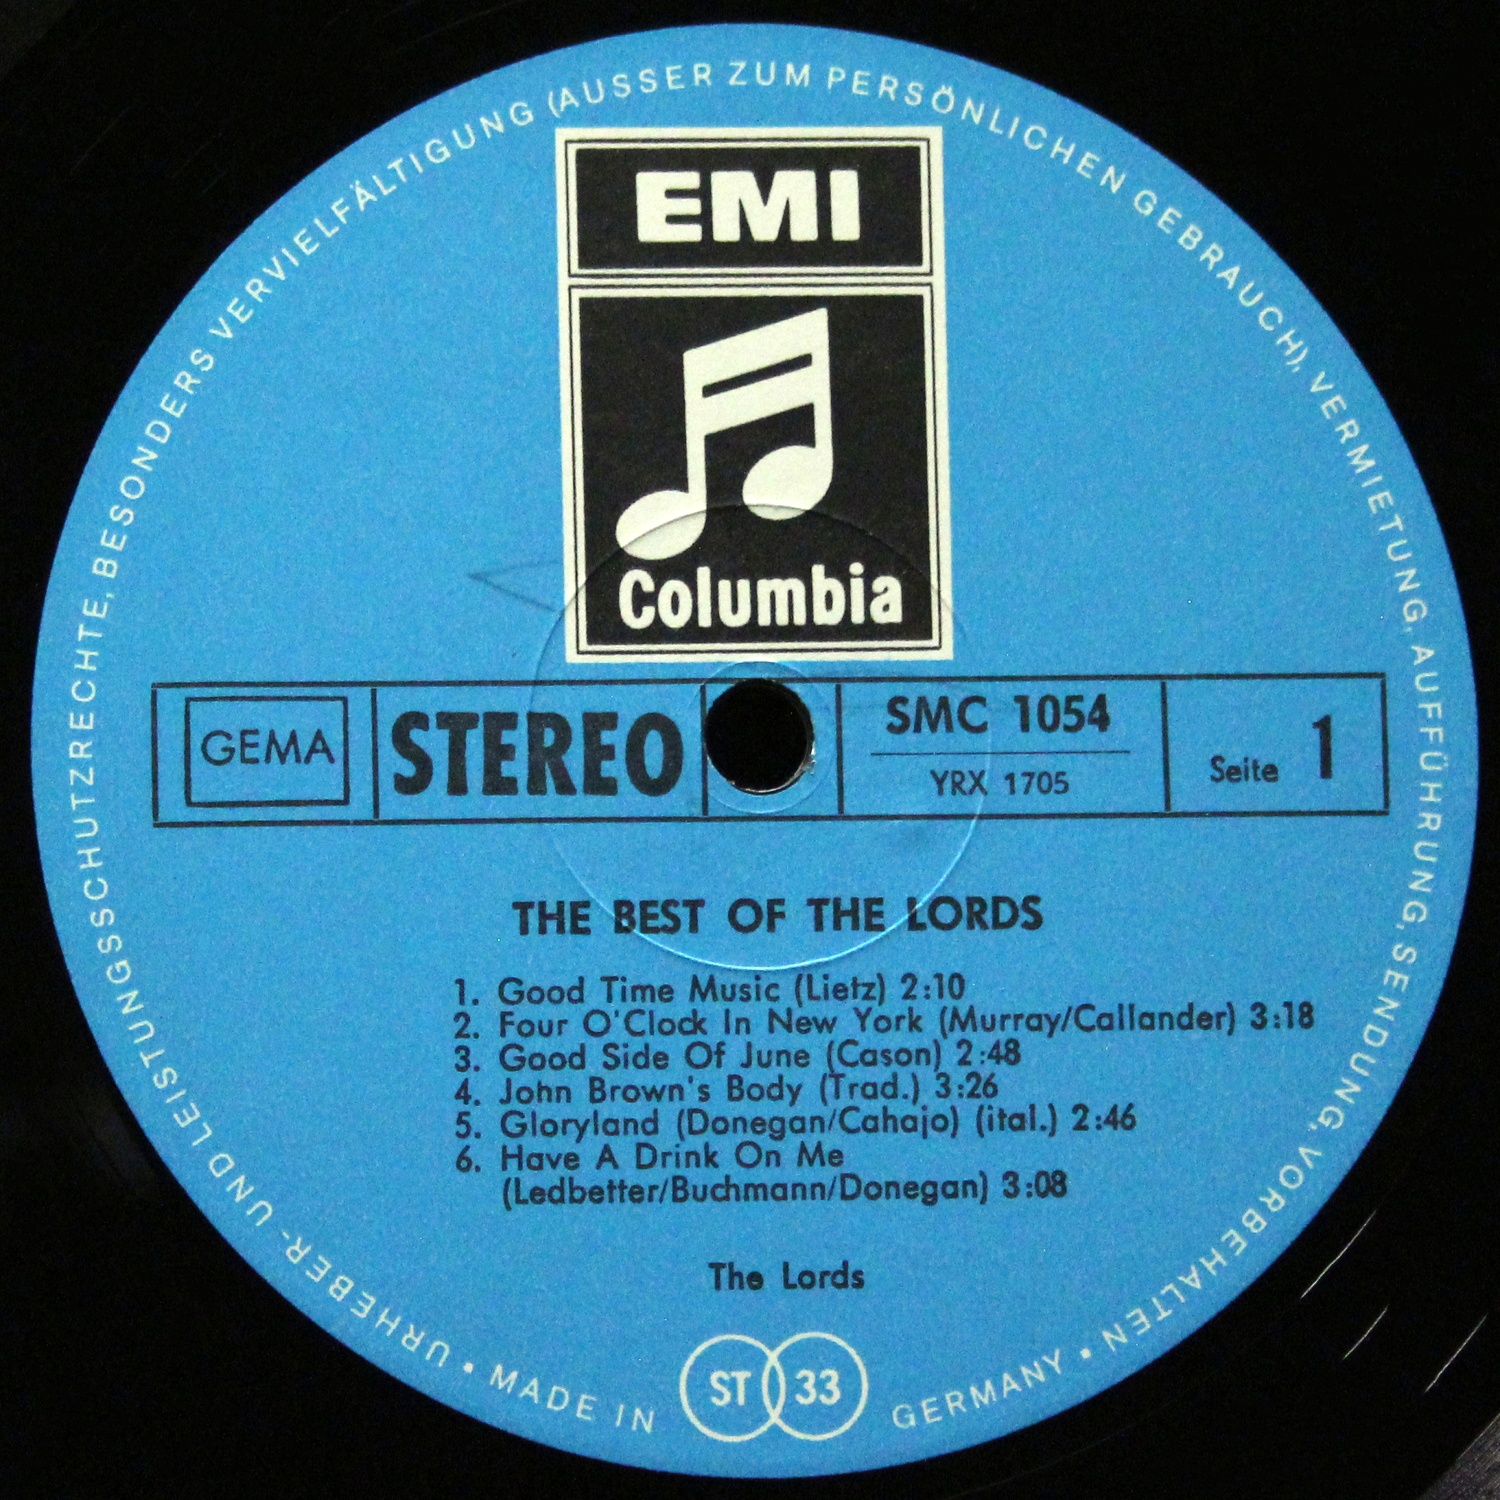 URHEBER- UND LEISTUNGSSCHUTZRECHTE, BESONDERS VERVIELFÄLTIGUNG (AUSSER ZUM PERSÖNLICHEN GEBRAUCH), VERMIETUNG, AUFFÜHRUNG, SENDUNG, VORBEHALTEN •
EMI
Columbia
GEMA
STEREO
SMC 1054
YRX 1705
Seite 1
THE BEST OF THE LORDS
1. Good Time Music (Lietz) 2:10
2. Four O'Clock In New York (Murray/Callander) 3:18
3. Good Side Of June (Cason) 2:48
4. John Brown's Body (Trad.) 3:26
5. Gloryland (Donegan/Cahajo) (ital.) 2:46
6. Have A Drink On Me
(Ledbetter/Buchmann/Donegan) 3:08
The Lords
• MADE IN
ST 33
GERMANY